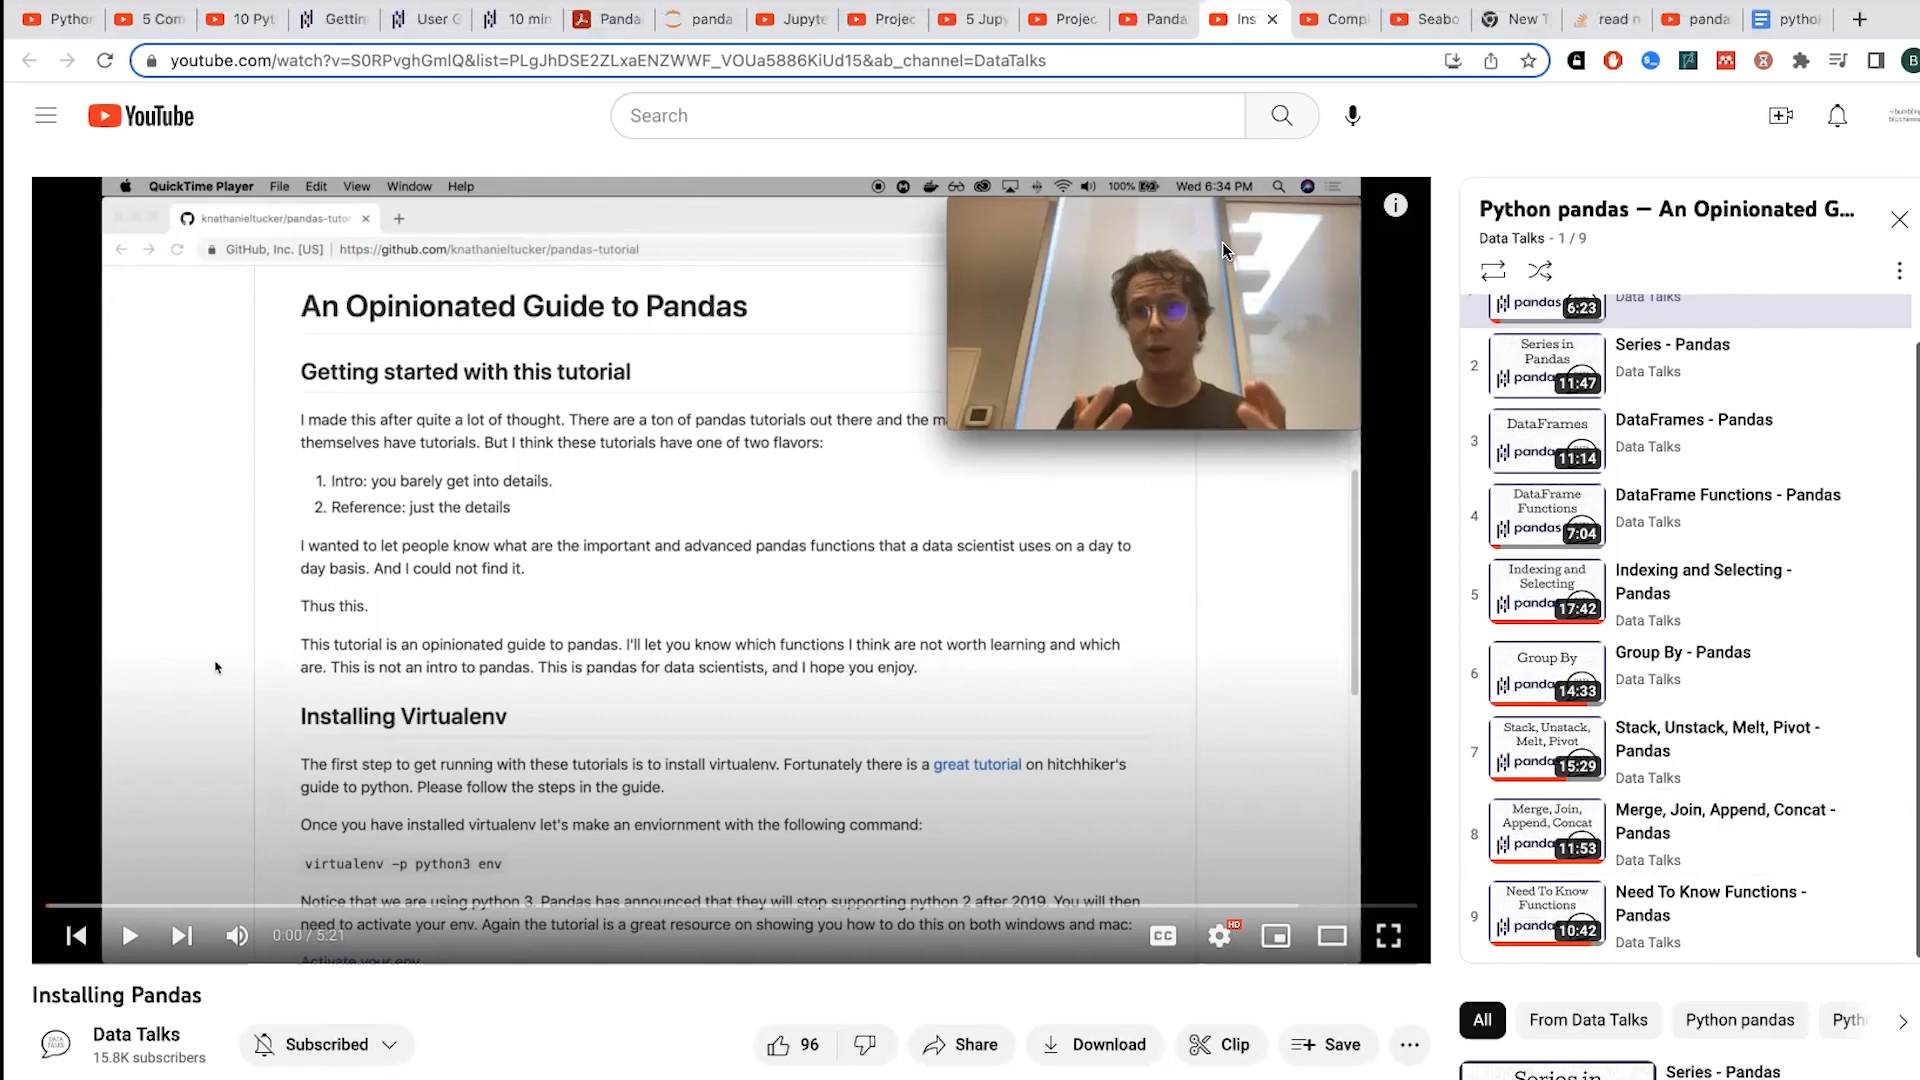 Python
5 Com
10 Pyt
Gettin
User G
10 min
Panda
panda
Jupyte
Projec
5 Jupy
Projec
Panda
Ins
Compl
Seabo
New T
read n
panda
pytho
youtube.com/watch?v=S0RPvghGmlQ&list=PLgJhDSE2ZLxaENZWWF_VOUa5886KiUd15&ab_channel=DataTalks
YouTube
Search
QuickTime Player File Edit View Window Help
100% Wed 6:34 PM
knathanieltucker/pandas-tutor
GitHub, Inc. [US] https://github.com/knathanieltucker/pandas-tutorial
An Opinionated Guide to Pandas
Getting started with this tutorial
I made this after quite a lot of thought. There are a ton of pandas tutorials out there and the ma
themselves have tutorials. But I think these tutorials have one of two flavors:
1. Intro: you barely get into details.
2. Reference: just the details
I wanted to let people know what are the important and advanced pandas functions that a data scientist uses on a day to
day basis. And I could not find it.
Thus this.
This tutorial is an opinionated guide to pandas. I'll let you know which functions I think are not worth learning and which
are. This is not an intro to pandas. This is pandas for data scientists, and I hope you enjoy.
Installing Virtualenv
The first step to get running with these tutorials is to install virtualenv. Fortunately there is a great tutorial on hitchhiker's
guide to python. Please follow the steps in the guide.
Once you have installed virtualenv let's make an enviornment with the following command:
virtualenv -p python3 env
Notice that we are using python 3. Pandas has announced that they will stop supporting python 2 after 2019. You will then
need to activate your env. Again the tutorial is a great resource on showing you how to do this on both windows and mac:
Activate your env
0:00 / 5:21
CC
HD
Installing Pandas
Data Talks
15.8K subscribers
Subscribed
96
Share
Download
Clip
Save
Python pandas — An Opinionated G...
Data Talks - 1 / 9
pandas 6:23
Data Talks
2
Series in
Pandas
panda 11:47
Series - Pandas
Data Talks
3
DataFrames
panda 11:14
DataFrames - Pandas
Data Talks
4
DataFrame
Functions
pandas 7:04
DataFrame Functions - Pandas
Data Talks
5
Indexing and
Selecting
panda 17:42
Indexing and Selecting -
Pandas
Data Talks
6
Group By
panda 14:33
Group By - Pandas
Data Talks
7
Stack, Unstack,
Melt, Pivot
panda 15:29
Stack, Unstack, Melt, Pivot -
Pandas
Data Talks
8
Merge, Join,
Append, Concat
panda 11:53
Merge, Join, Append, Concat -
Pandas
Data Talks
9
Need To Know
Functions
panda 10:42
Need To Know Functions -
Pandas
Data Talks
All
From Data Talks
Python pandas
Pyth
Series in
Series - Pandas